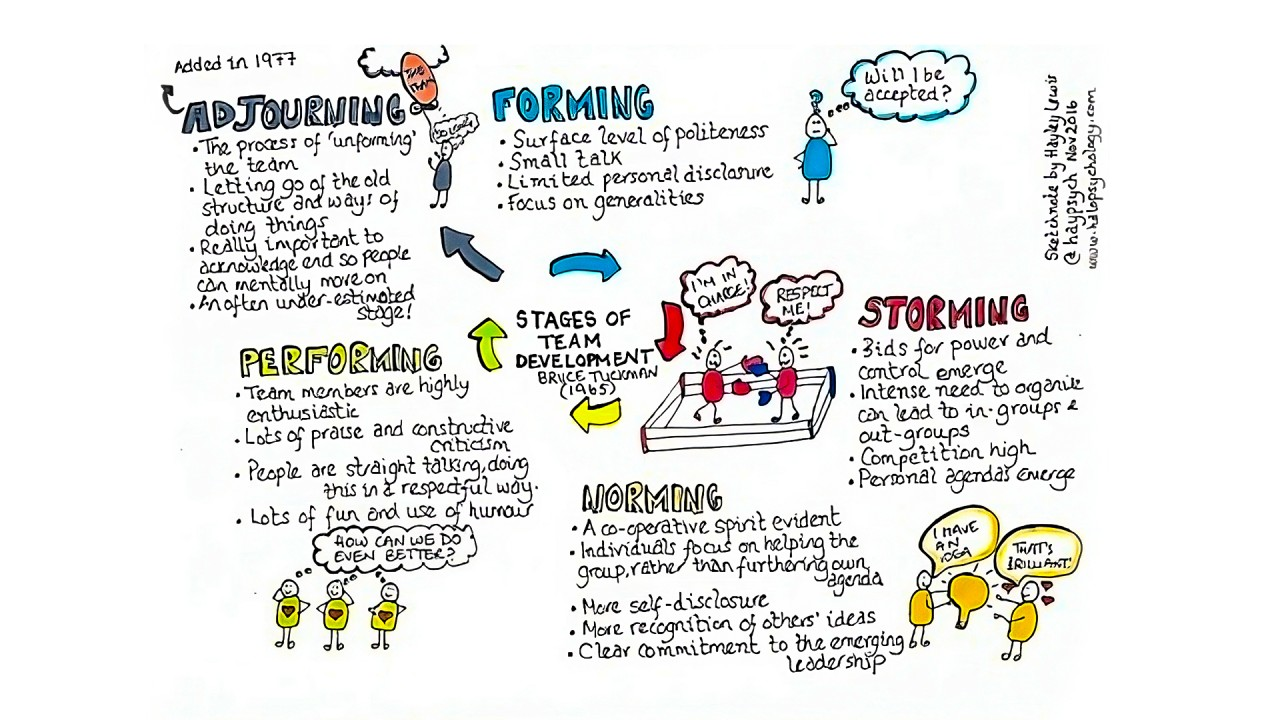 Added in 1977
ADJOURNING
• The process of 'unforming'
the team
• Letting go of the old
structure and ways of
doing things
• Really important to
acknowledge end so people
can mentally move on
• An often under-estimated
stage!
THE
TEAM
SO LONG!
FORMING
• Surface level of politeness
• Small talk
• Limited personal disclosure
• Focus on generalities
Will I be
accepted?
Sketchnote by Hayley Lewis
@ haypsych Nov 2016
www.halopsychology.com
STAGES OF
TEAM
DEVELOPMENT
BRUCE TUCKMAN
(1965)
I'M IN
CHARGE!
RESPECT
ME!
STORMING
• Bids for power and
control emerge
• Intense need to organise
can lead to in-groups &
out-groups
• Competition high
• Personal agendas emerge
NORMING
• A co-operative spirit evident
• Individuals focus on helping the
group, rather than furthering own
agenda
• More self-disclosure
• More recognition of others' ideas
• Clear commitment to the emerging
leadership
I HAVE
AN
IDEA
THAT'S
BRILLIANT!
PERFORMING
• Team members are highly
enthusiastic
• Lots of praise and constructive
criticism
• People are straight talking, doing
this in a respectful way.
• Lots of fun and use of humour
HOW CAN WE DO
EVEN BETTER?